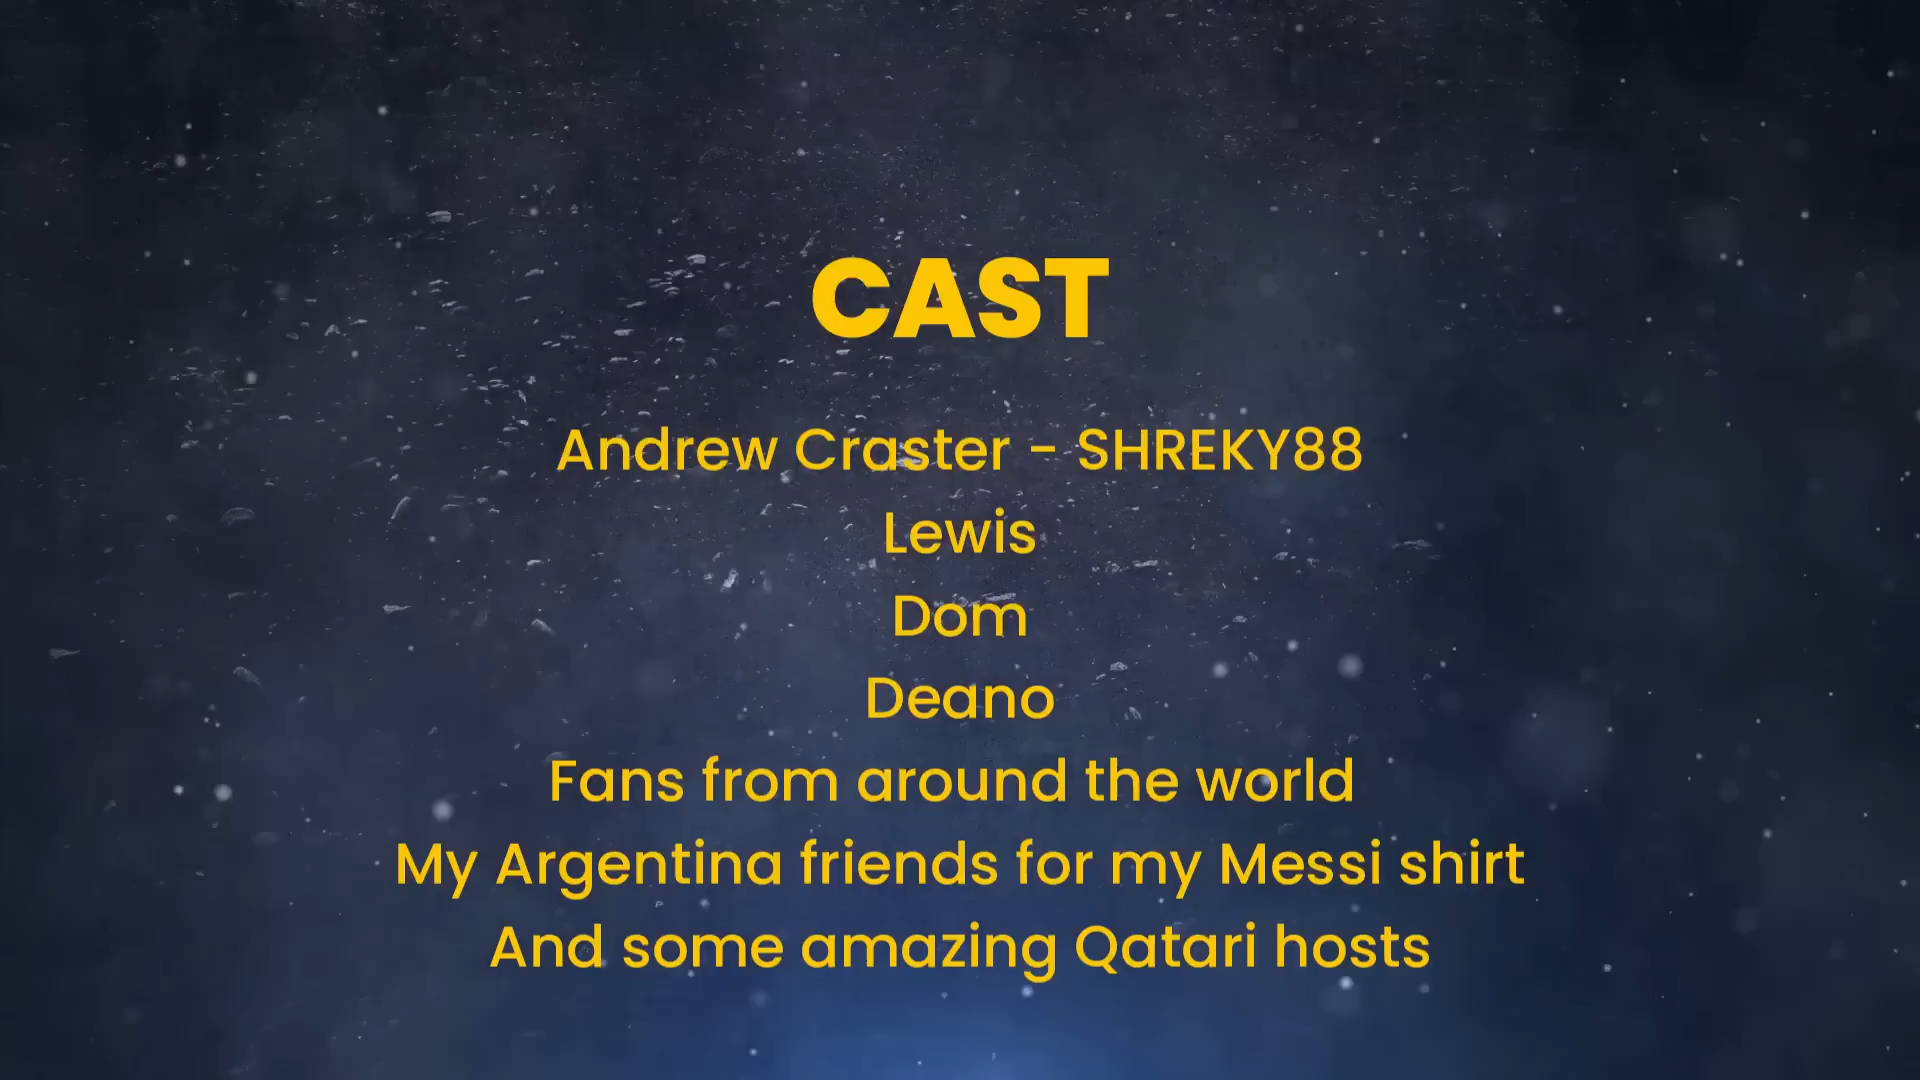 CAST
Andrew Craster - SHREKY88
Lewis
Dom
Deano
Fans from around the world
My Argentina friends for my Messi shirt
And some amazing Qatari hosts